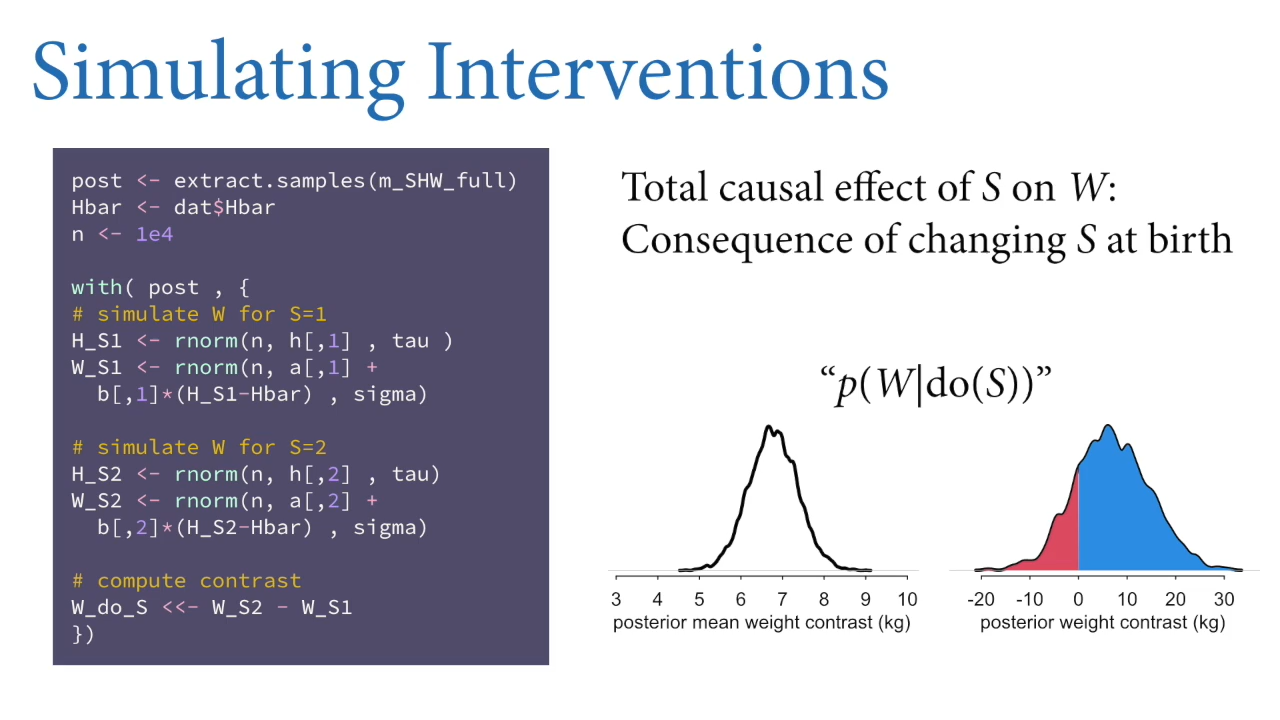 Simulating Interventions
post <- extract.samples(m_SHW_full)
Hbar <- dat$Hbar
n <- 1e4
with( post , {
# simulate W for S=1
H_S1 <- rnorm(n, h[,1] , tau )
W_S1 <- rnorm(n, a[,1] +
b[,1]*(H_S1-Hbar) , sigma)
# simulate W for S=2
H_S2 <- rnorm(n, h[,2] , tau)
W_S2 <- rnorm(n, a[,2] +
b[,2]*(H_S2-Hbar) , sigma)
# compute contrast
W_do_S <<- W_S2 - W_S1
})
Total causal effect of S on W:
Consequence of changing S at birth
“p(W|do(S))”
3 4 5 6 7 8 9 10
posterior mean weight contrast (kg)
-20 -10 0 10 20 30
posterior weight contrast (kg)